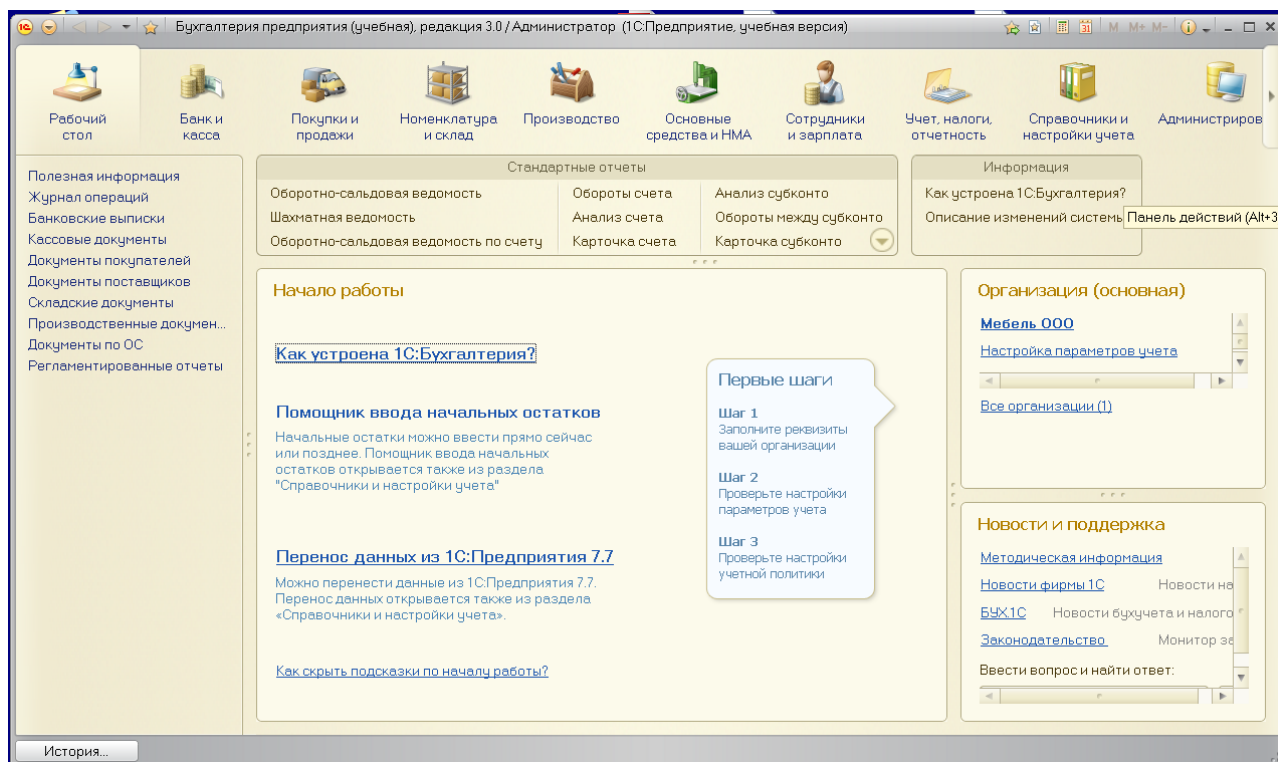 Бухгалтерия предприятия (учебная), редакция 3.0 / Администратор (1С:Предприятие, учебная версия)
M M+ M-
Рабочий стол
Банк и касса
Покупки и продажи
Номенклатура и склад
Производство
Основные средства и НМА
Сотрудники и зарплата
Учет, налоги, отчетность
Справочники и настройки учета
Администриров
Полезная информация
Журнал операций
Банковские выписки
Кассовые документы
Документы покупателей
Документы поставщиков
Складские документы
Производственные докумен...
Документы по ОС
Регламентированные отчеты
Стандартные отчеты
Оборотно-сальдовая ведомость
Обороты счета
Анализ субконто
Шахматная ведомость
Анализ счета
Обороты между субконто
Оборотно-сальдовая ведомость по счету
Карточка счета
Карточка субконто
Информация
Как устроена 1С:Бухгалтерия?
Описание изменений системы
Панель действий (Alt+3
Начало работы
Как устроена 1С:Бухгалтерия?
Помощник ввода начальных остатков
Начальные остатки можно ввести прямо сейчас
или позднее. Помощник ввода начальных
остатков открывается также из раздела
"Справочники и настройки учета"
Перенос данных из 1С:Предприятия 7.7
Можно перенести данные из 1С:Предприятия 7.7.
Перенос данных открывается также из раздела
«Справочники и настройки учета».
Как скрыть подсказки по началу работы?
Первые шаги
Шаг 1
Заполните реквизиты
вашей организации
Шаг 2
Проверьте настройки
параметров учета
Шаг 3
Проверьте настройки
учетной политики
Организация (основная)
Мебель ООО
Настройка параметров учета
Все организации (1)
Новости и поддержка
Методическая информация
Новости фирмы 1С Новости на
БУХ.1С Новости бухучета и налого
Законодательство Монитор за
Ввести вопрос и найти ответ:
История...